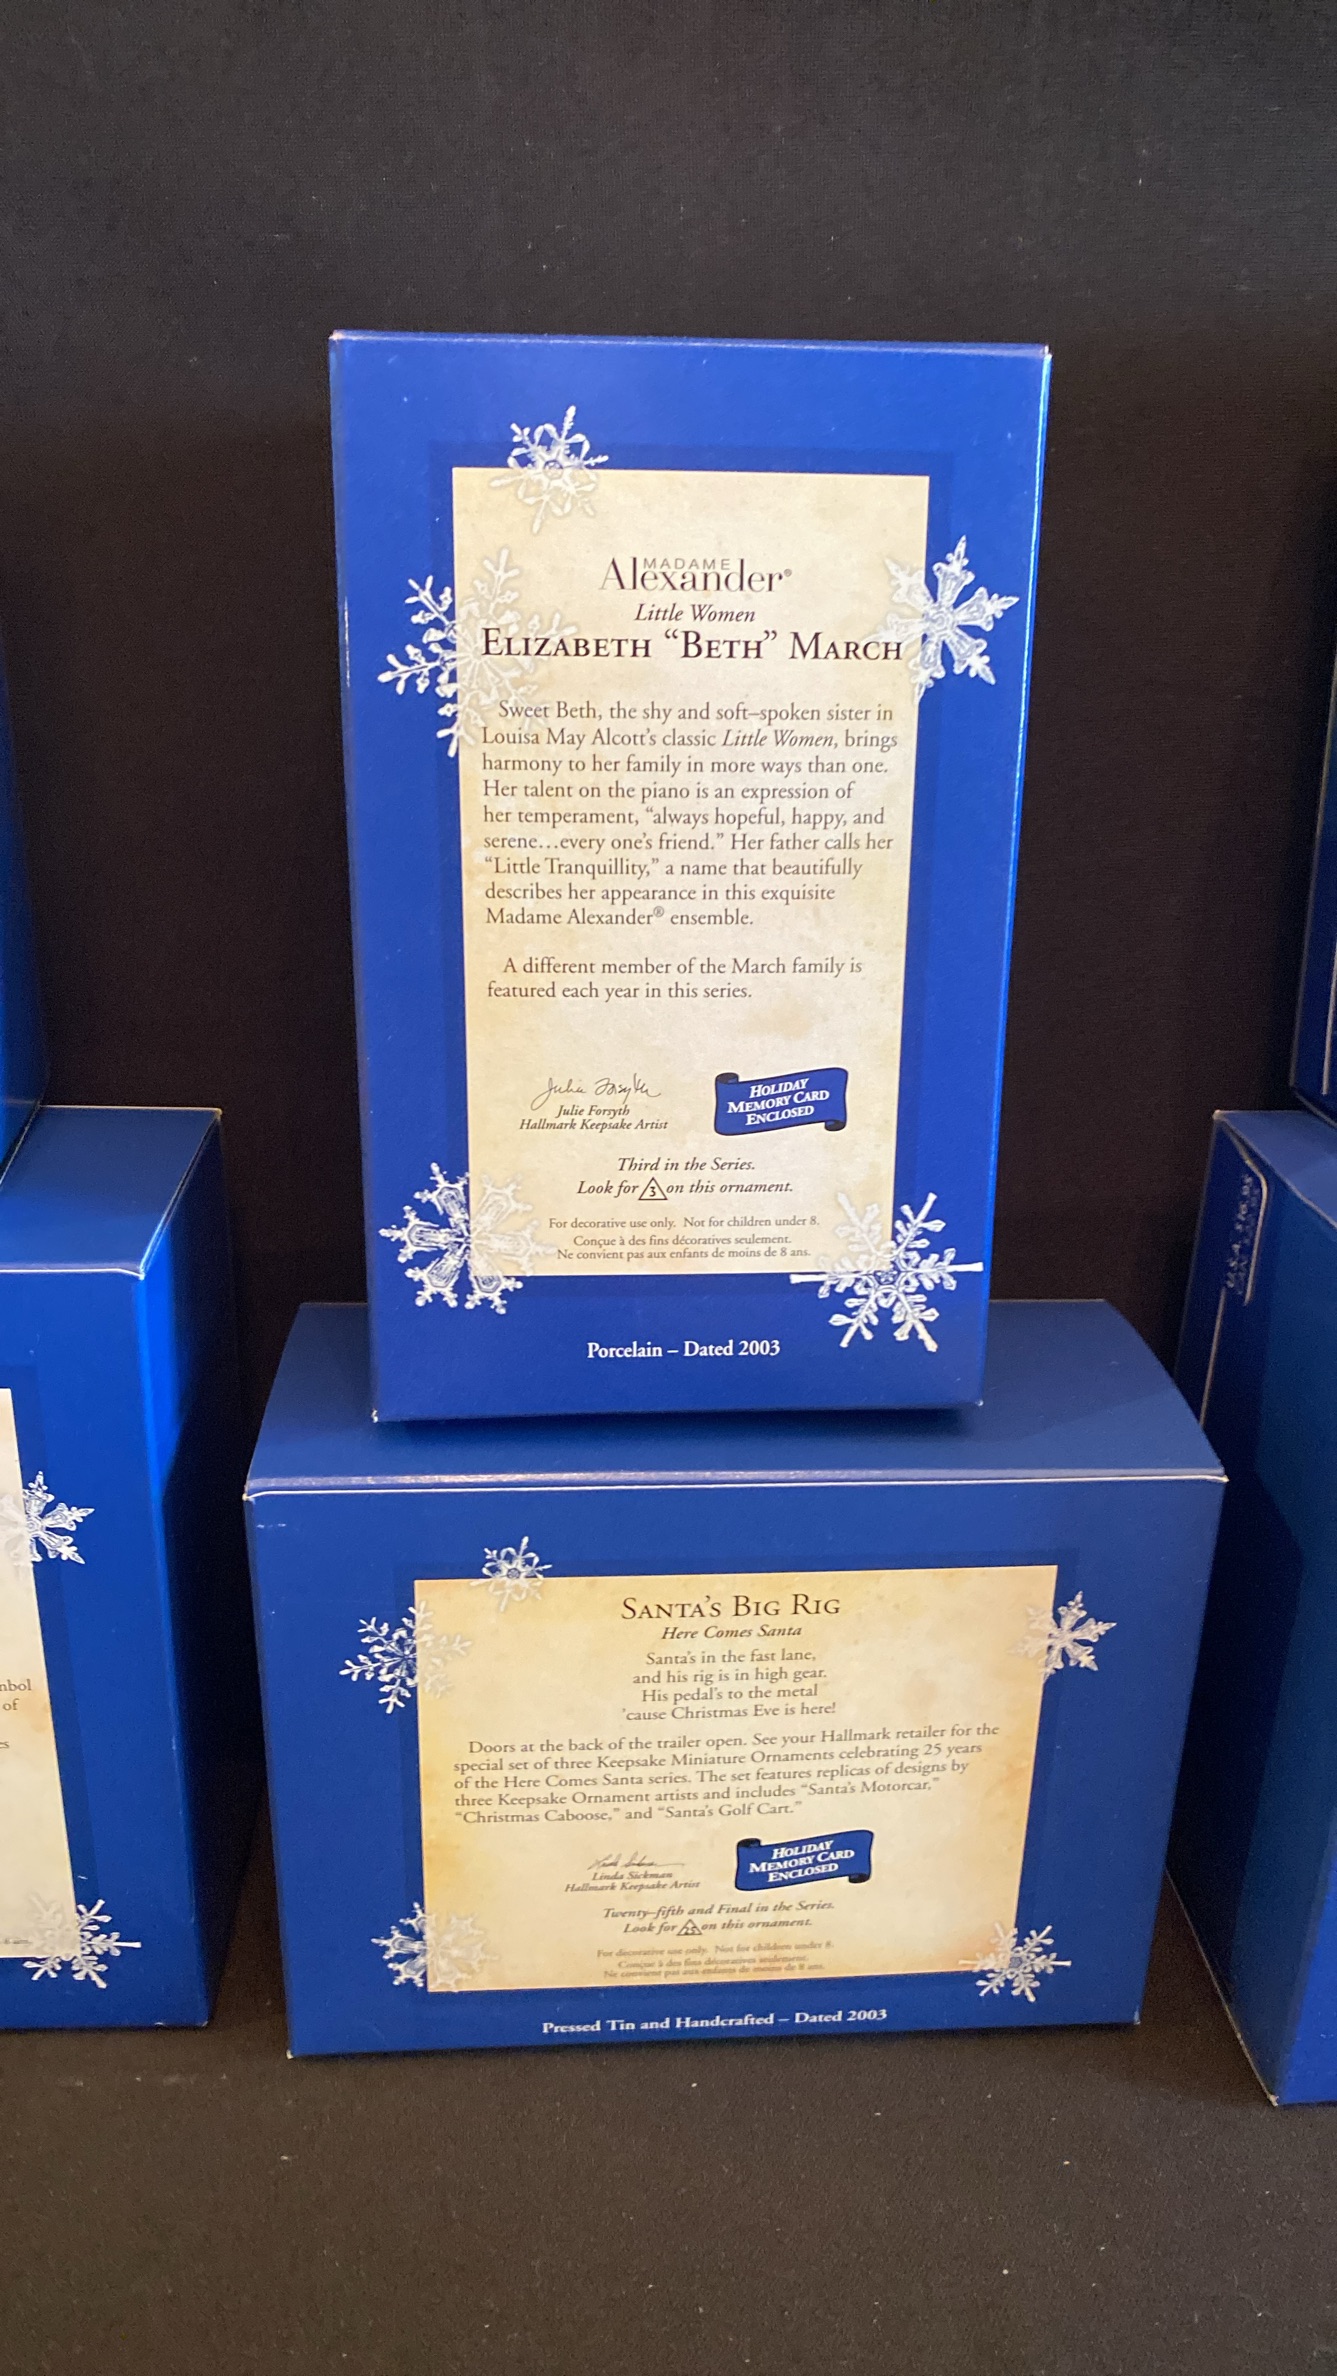 MADAME
Alexander®
Little Women
ELIZABETH “BETH” MARCH
Sweet Beth, the shy and soft–spoken sister in
Louisa May Alcott’s classic Little Women, brings
harmony to her family in more ways than one.
Her talent on the piano is an expression of
her temperament, “always hopeful, happy, and
serene…every one’s friend.” Her father calls her
“Little Tranquillity,” a name that beautifully
describes her appearance in this exquisite
Madame Alexander® ensemble.
A different member of the March family is
featured each year in this series.
Julie Forsyth
Julie Forsyth
Hallmark Keepsake Artist
HOLIDAY
MEMORY CARD
ENCLOSED
Third in the Series.
Look for 3 on this ornament.
For decorative use only. Not for children under 8.
Conçue à des fins décoratives seulement.
Ne convient pas aux enfants de moins de 8 ans.
Porcelain – Dated 2003
SANTA’S BIG RIG
Here Comes Santa
Santa’s in the fast lane,
and his rig is in high gear.
His pedal’s to the metal
’cause Christmas Eve is here!
Doors at the back of the trailer open. See your Hallmark retailer for the
special set of three Keepsake Miniature Ornaments celebrating 25 years
of the Here Comes Santa series. The set features replicas of designs by
three Keepsake Ornament artists and includes “Santa’s Motorcar,”
“Christmas Caboose,” and “Santa’s Golf Cart.”
Linda Sickman
Linda Sickman
Hallmark Keepsake Artist
HOLIDAY
MEMORY CARD
ENCLOSED
Twenty–fifth and Final in the Series.
Look for 25 on this ornament.
For decorative use only. Not for children under 8.
Conçue à des fins décoratives seulement.
Ne convient pas aux enfants de moins de 8 ans.
Pressed Tin and Handcrafted – Dated 2003
of